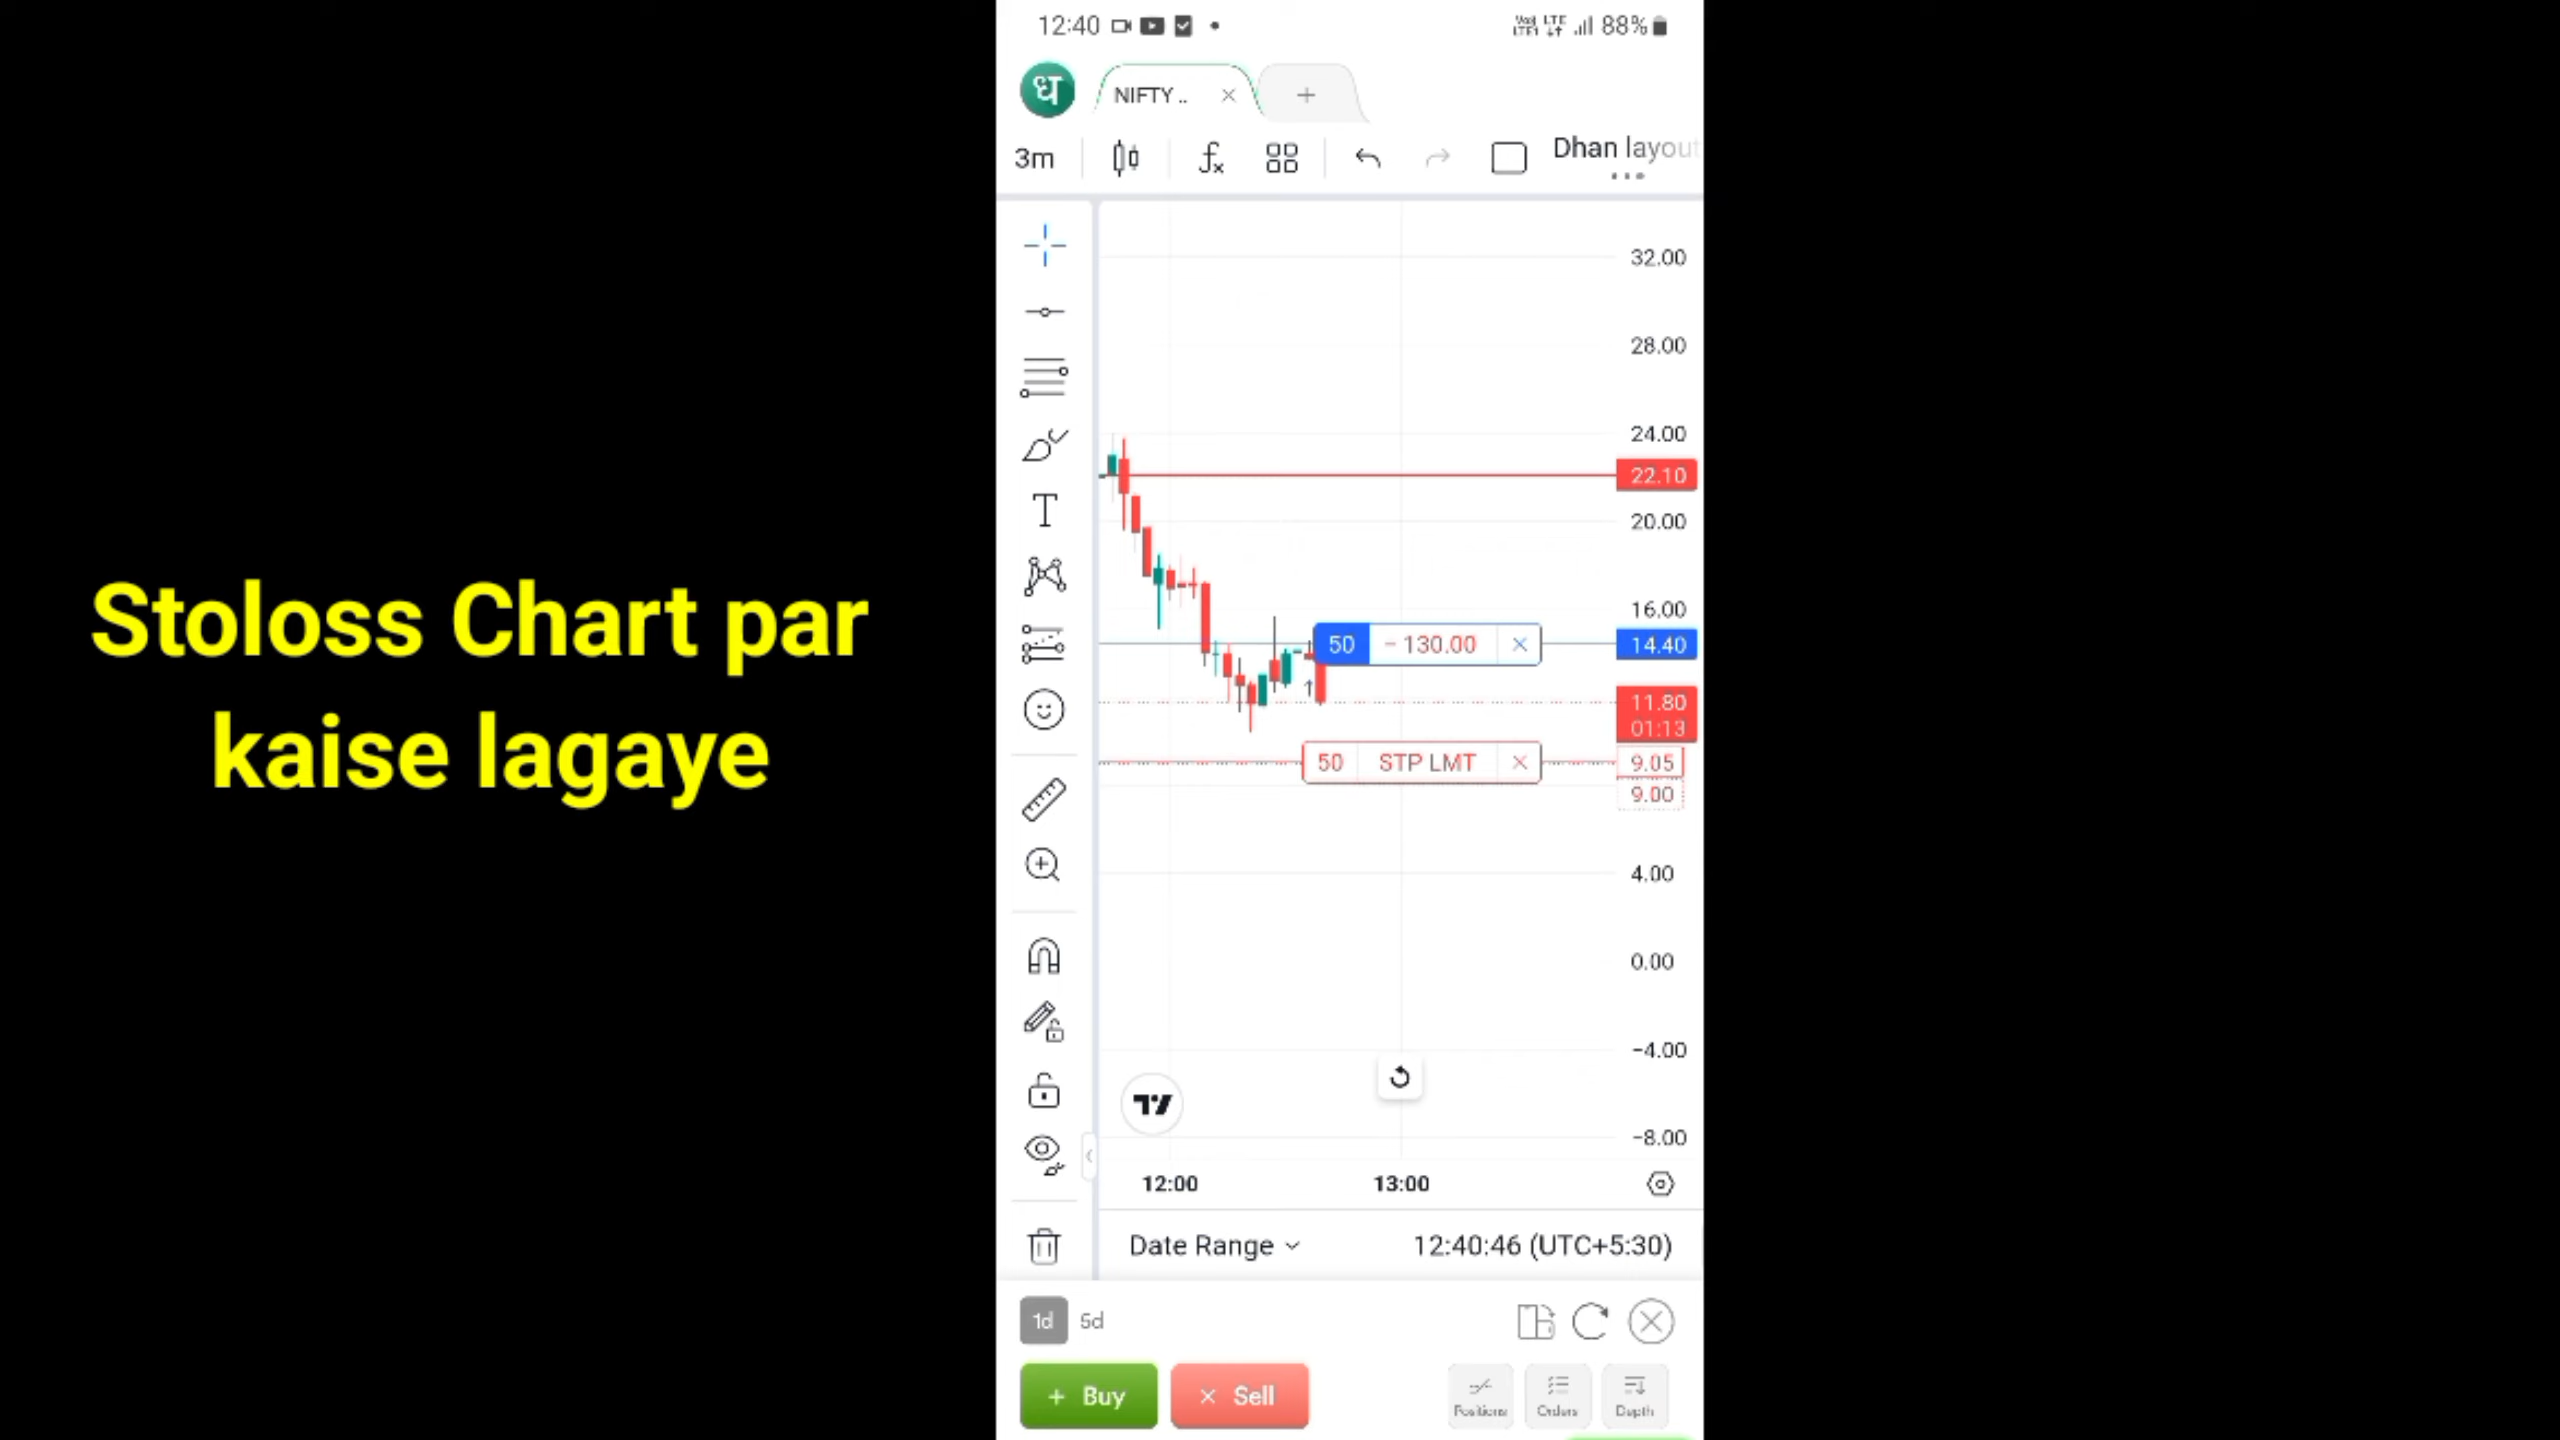 Stoloss Chart par
kaise lagaye
12:40
88%
ध
NIFTY ..
3m
Dhan layout
32.00
28.00
24.00
22.10
20.00
16.00
50 −130.00
14.40
11.80
01:13
50 STP LMT
9.05
9.00
4.00
0.00
−4.00
−8.00
12:00 13:00
Date Range 12:40:46 (UTC+5:30)
1d 5d
+ Buy
× Sell
Positions Orders Depth